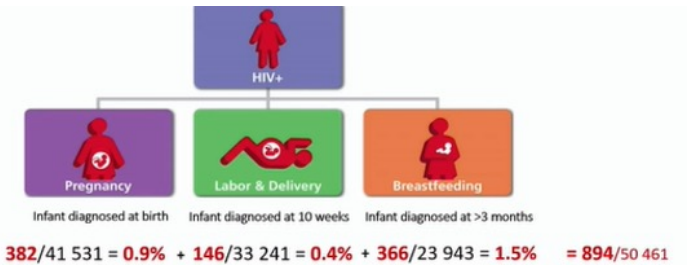 HIV+
Pregnancy
Labor & Delivery
Breastfeeding
Infant diagnosed at birth
Infant diagnosed at 10 weeks
Infant diagnosed at >3 months
382/41 531 = 0.9% + 146/33 241 = 0.4% + 366/23 943 = 1.5% = 894/50 461